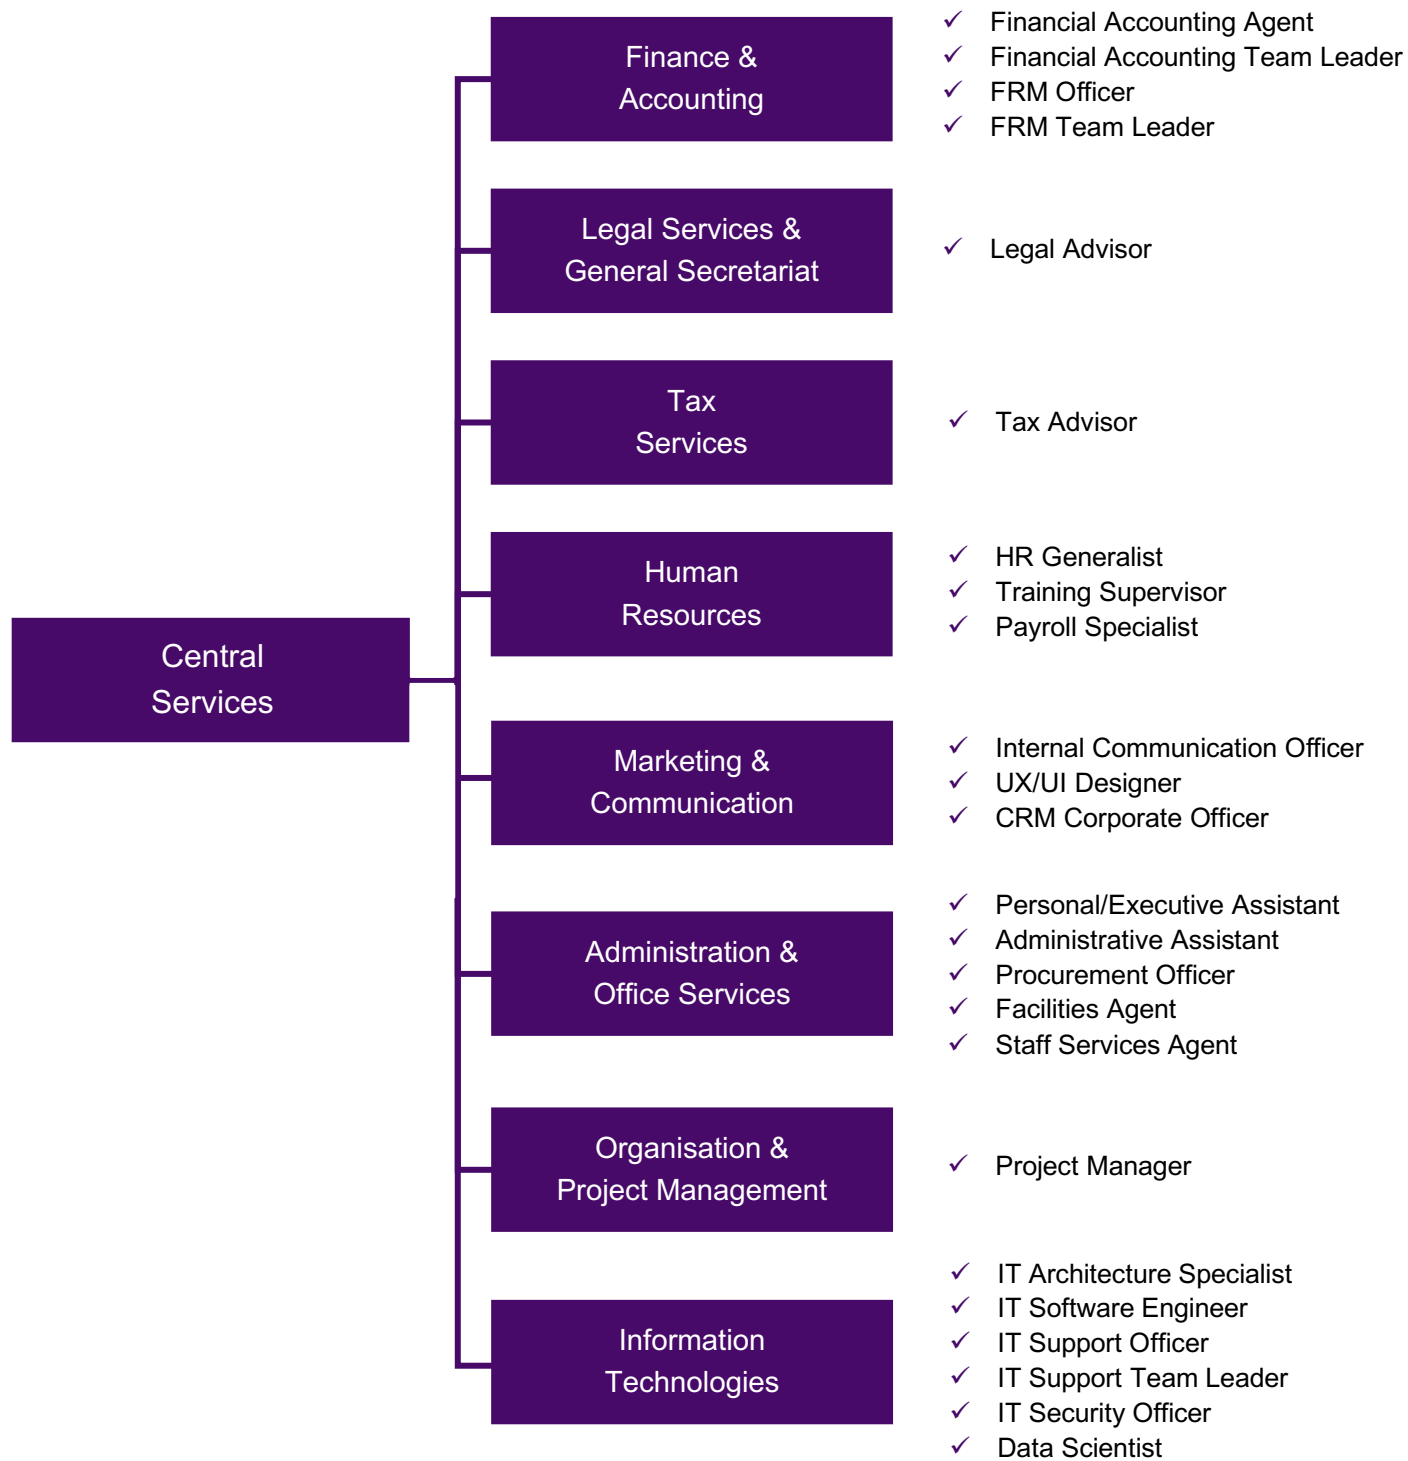 Central
Services
Finance &
Accounting
✓ Financial Accounting Agent
✓ Financial Accounting Team Leader
✓ FRM Officer
✓ FRM Team Leader
Legal Services &
General Secretariat
✓ Legal Advisor
Tax
Services
✓ Tax Advisor
Human
Resources
✓ HR Generalist
✓ Training Supervisor
✓ Payroll Specialist
Marketing &
Communication
✓ Internal Communication Officer
✓ UX/UI Designer
✓ CRM Corporate Officer
Administration &
Office Services
✓ Personal/Executive Assistant
✓ Administrative Assistant
✓ Procurement Officer
✓ Facilities Agent
✓ Staff Services Agent
Organisation &
Project Management
✓ Project Manager
Information
Technologies
✓ IT Architecture Specialist
✓ IT Software Engineer
✓ IT Support Officer
✓ IT Support Team Leader
✓ IT Security Officer
✓ Data Scientist